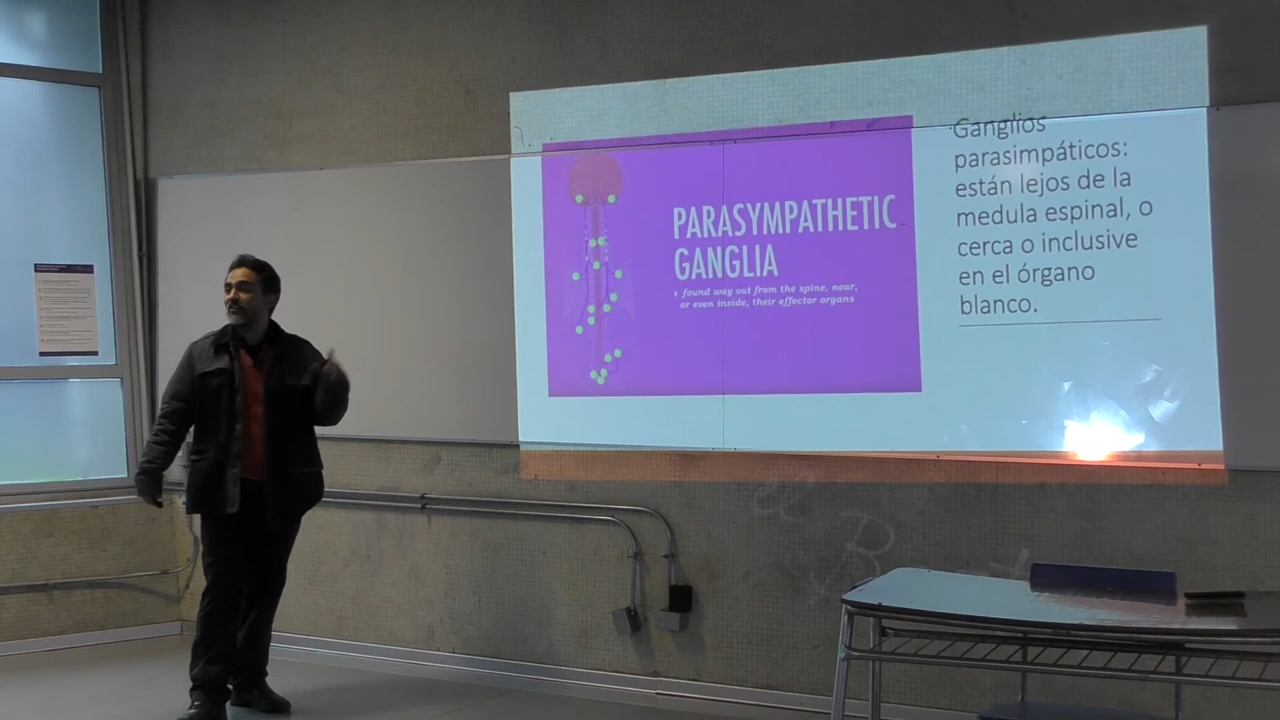 PARASYMPATHETIC
GANGLIA
found way out from the spine, near,
or even inside, their effector organs
Ganglios
parasimpáticos:
están lejos de la
medula espinal, o
cerca o inclusive
en el órgano
blanco.